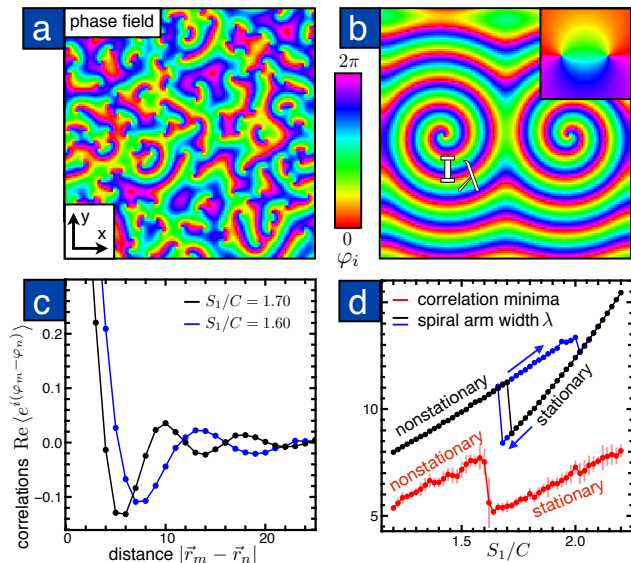 a
phase field
y
x
2π
0
φᵢ
b
λ
c
S₁/C = 1.70
S₁/C = 1.60
correlations Re ⟨e^{i(φₘ−φₙ)}⟩
0.2
0.1
0.0
−0.1
0
10
20
distance |r⃗ₘ − r⃗ₙ|
d
correlation minima
spiral arm width λ
nonstationary
stationary
nonstationary
stationary
10
5
1.5
2.0
S₁/C